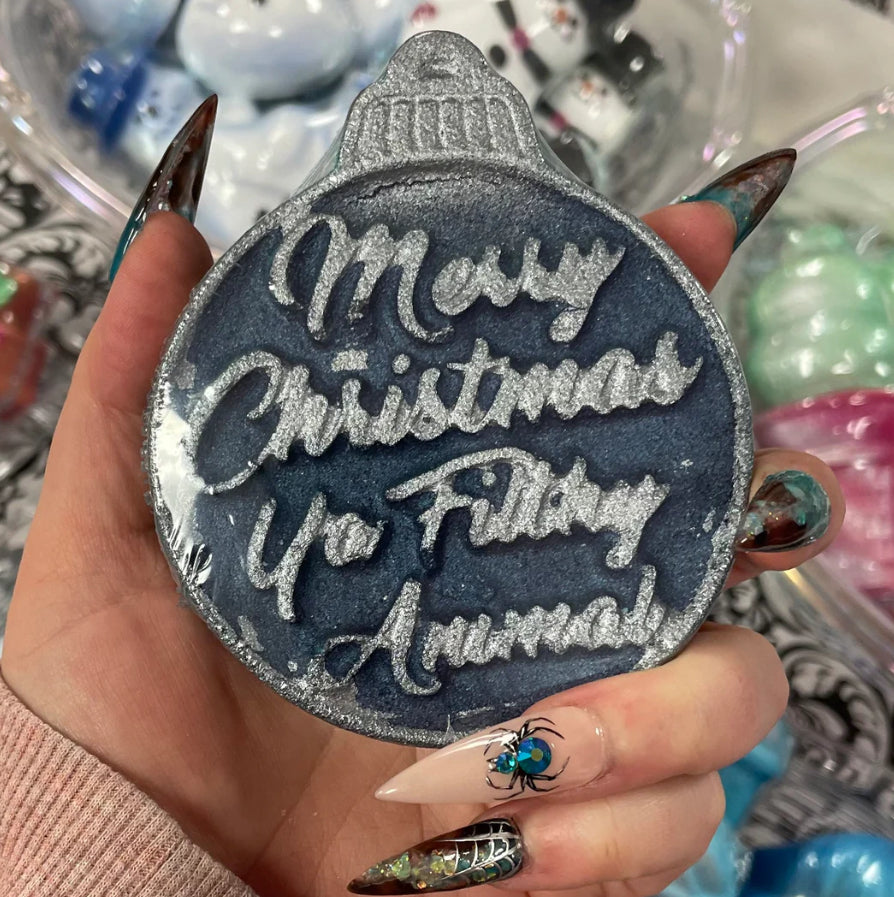 Merry
Christmas
Ya Filthy
Animal